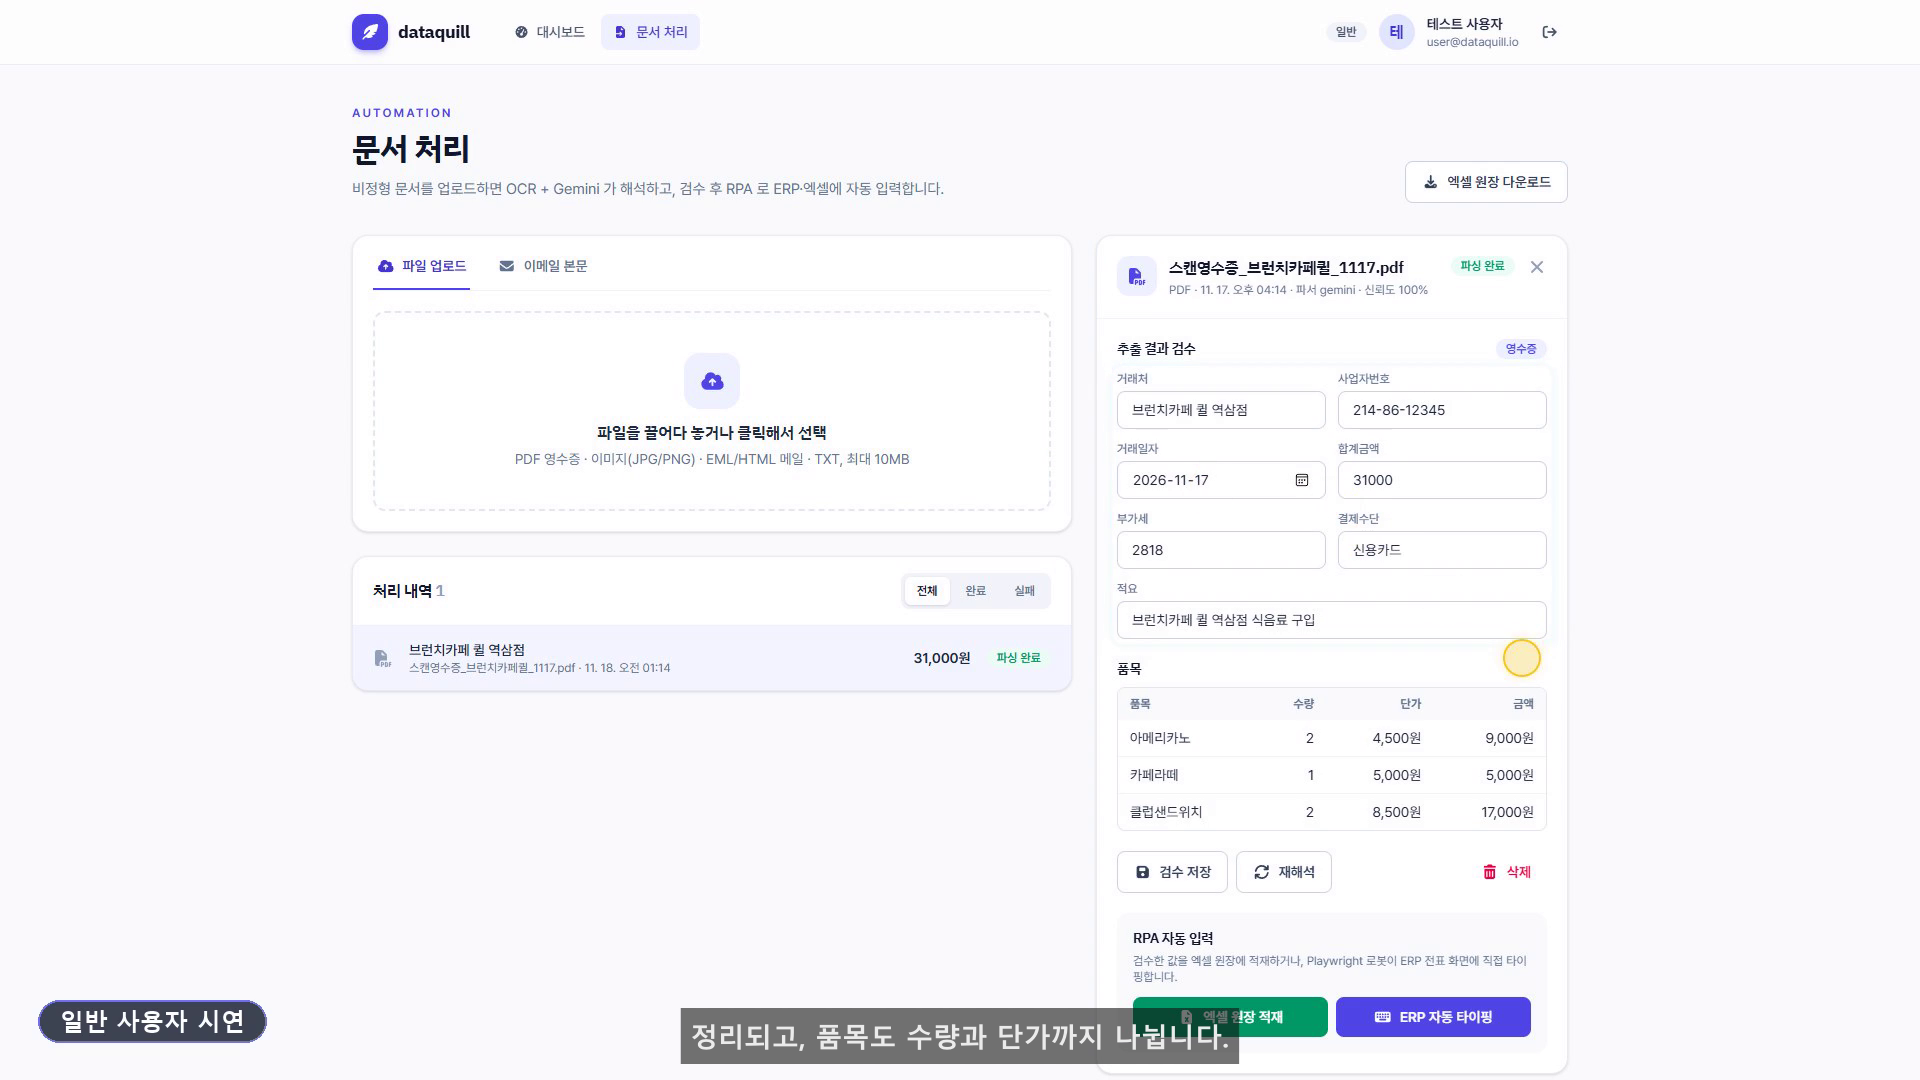 dataquill
대시보드
문서 처리
일반
테
테스트 사용자
user@dataquill.io
AUTOMATION
문서 처리
비정형 문서를 업로드하면 OCR + Gemini 가 해석하고, 검수 후 RPA 로 ERP·엑셀에 자동 입력합니다.
엑셀 원장 다운로드
파일 업로드
이메일 본문
파일을 끌어다 놓거나 클릭해서 선택
PDF 영수증 · 이미지(JPG/PNG) · EML/HTML 메일 · TXT, 최대 10MB
처리 내역 1
전체
완료
실패
브런치카페 퀼 역삼점
스캔영수증_브런치카페퀼_1117.pdf · 11. 18. 오전 01:14
31,000원
파싱 완료
스캔영수증_브런치카페퀼_1117.pdf
파싱 완료
PDF · 11. 17. 오후 04:14 · 파서 gemini · 신뢰도 100%
추출 결과 검수
영수증
거래처
사업자번호
브런치카페 퀼 역삼점
214-86-12345
거래일자
합계금액
2026-11-17
31000
부가세
결제수단
2818
신용카드
적요
브런치카페 퀼 역삼점 식음료 구입
품목
품목 수량 단가 금액
아메리카노 2 4,500원 9,000원
카페라떼 1 5,000원 5,000원
클럽샌드위치 2 8,500원 17,000원
검수 저장
재해석
삭제
RPA 자동 입력
검수한 값을 엑셀 원장에 적재하거나, Playwright 로봇이 ERP 전표 화면에 직접 타이
핑합니다.
엑셀 원장 적재
ERP 자동 타이핑
일반 사용자 시연
정리되고, 품목도 수량과 단가까지 나뉩니다.